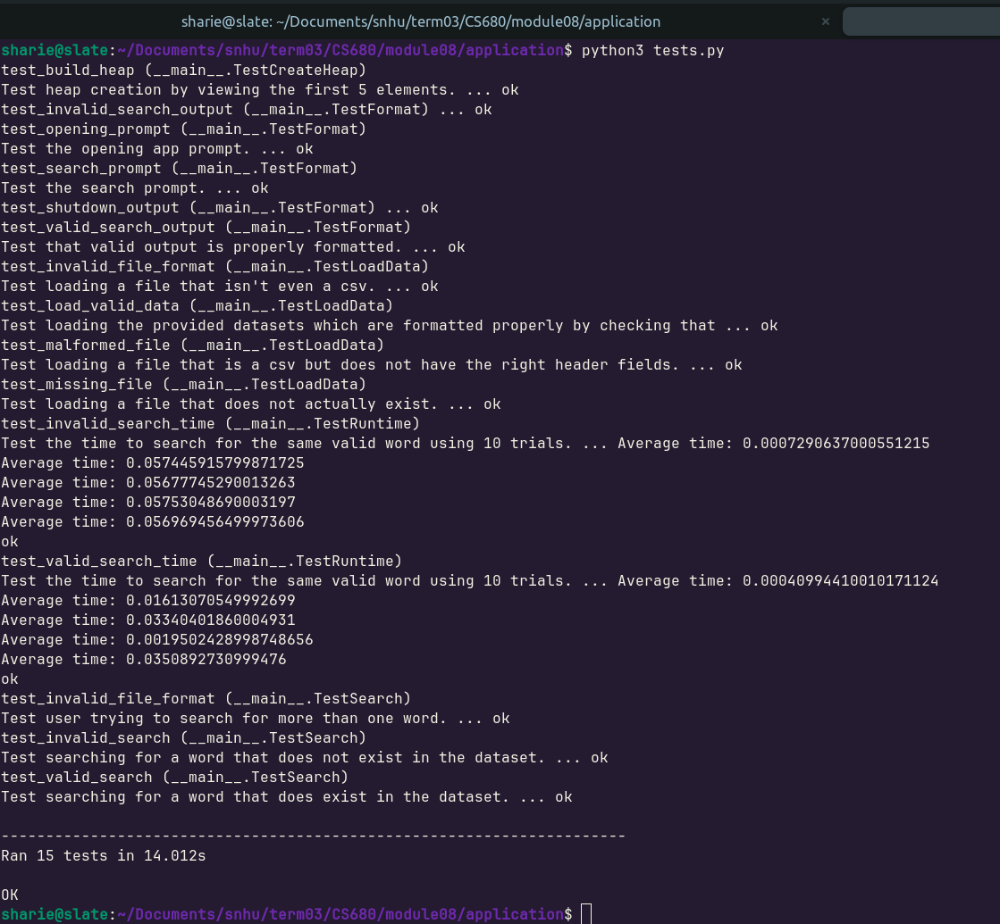 sharie@slate: ~/Documents/snhu/term03/CS680/module08/application
sharie@slate:~/Documents/snhu/term03/CS680/module08/application$ python3 tests.py
test_build_heap (__main__.TestCreateHeap)
Test heap creation by viewing the first 5 elements. ... ok
test_invalid_search_output (__main__.TestFormat) ... ok
test_opening_prompt (__main__.TestFormat)
Test the opening app prompt. ... ok
test_search_prompt (__main__.TestFormat)
Test the search prompt. ... ok
test_shutdown_output (__main__.TestFormat) ... ok
test_valid_search_output (__main__.TestFormat)
Test that valid output is properly formatted. ... ok
test_invalid_file_format (__main__.TestLoadData)
Test loading a file that isn't even a csv. ... ok
test_load_valid_data (__main__.TestLoadData)
Test loading the provided datasets which are formatted properly by checking that ... ok
test_malformed_file (__main__.TestLoadData)
Test loading a file that is a csv but does not have the right header fields. ... ok
test_missing_file (__main__.TestLoadData)
Test loading a file that does not actually exist. ... ok
test_invalid_search_time (__main__.TestRuntime)
Test the time to search for the same valid word using 10 trials. ... Average time: 0.0007290637000551215
Average time: 0.057445915799871725
Average time: 0.05677745290013263
Average time: 0.05753048690003197
Average time: 0.056969456499973606
ok
test_valid_search_time (__main__.TestRuntime)
Test the time to search for the same valid word using 10 trials. ... Average time: 0.00040994410010171124
Average time: 0.01613070549992699
Average time: 0.03340401860004931
Average time: 0.0019502428998748656
Average time: 0.0350892730999476
ok
test_invalid_file_format (__main__.TestSearch)
Test user trying to search for more than one word. ... ok
test_invalid_search (__main__.TestSearch)
Test searching for a word that does not exist in the dataset. ... ok
test_valid_search (__main__.TestSearch)
Test searching for a word that does exist in the dataset. ... ok
----------------------------------------------------------------------
Ran 15 tests in 14.012s
OK
sharie@slate:~/Documents/snhu/term03/CS680/module08/application$